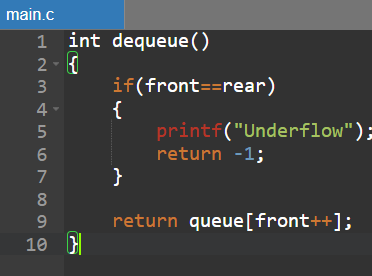 main.c
1 int dequeue()
2 {
3     if(front==rear)
4     {
5         printf("Underflow");
6         return -1;
7     }
8
9     return queue[front++];
10 }